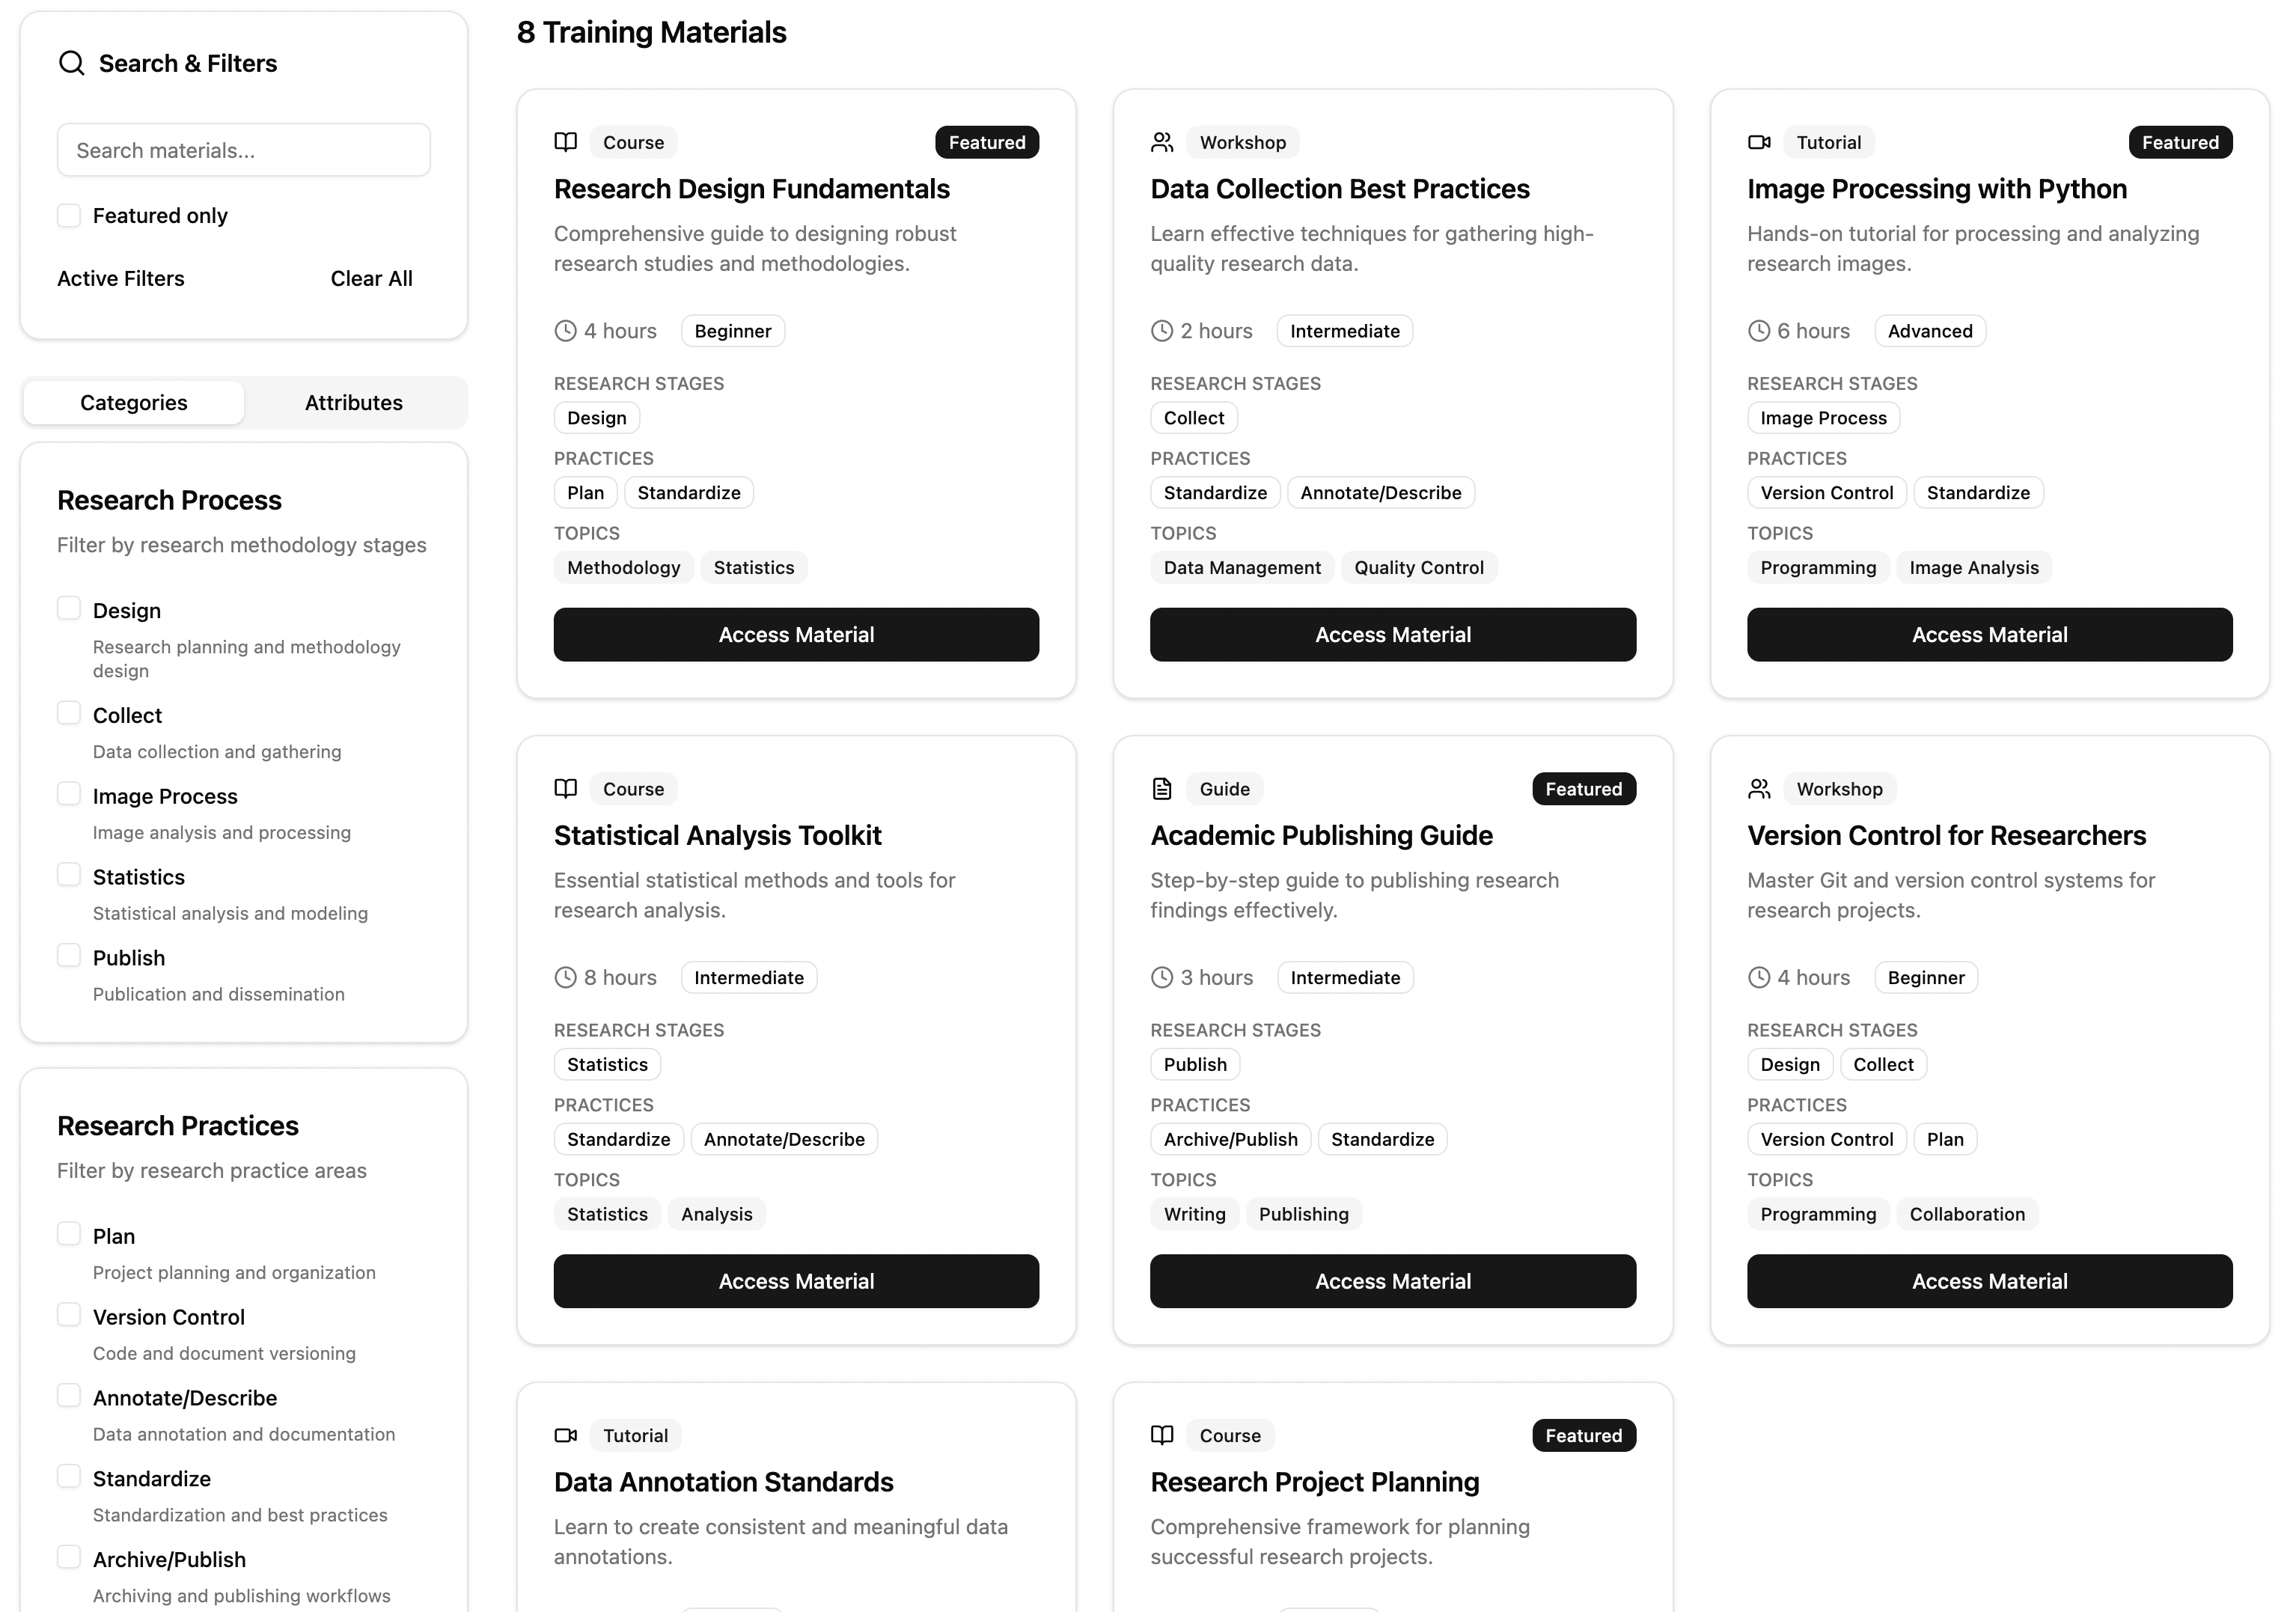 Search & Filters
Search materials...
Featured only
Active Filters
Clear All
Categories
Attributes
Research Process
Filter by research methodology stages
Design
Research planning and methodology
design
Collect
Data collection and gathering
Image Process
Image analysis and processing
Statistics
Statistical analysis and modeling
Publish
Publication and dissemination
Research Practices
Filter by research practice areas
Plan
Project planning and organization
Version Control
Code and document versioning
Annotate/Describe
Data annotation and documentation
Standardize
Standardization and best practices
Archive/Publish
Archiving and publishing workflows
8 Training Materials
Course
Featured
Research Design Fundamentals
Comprehensive guide to designing robust
research studies and methodologies.
4 hours
Beginner
RESEARCH STAGES
Design
PRACTICES
Plan
Standardize
TOPICS
Methodology
Statistics
Access Material
Workshop
Data Collection Best Practices
Learn effective techniques for gathering high-
quality research data.
2 hours
Intermediate
RESEARCH STAGES
Collect
PRACTICES
Standardize
Annotate/Describe
TOPICS
Data Management
Quality Control
Access Material
Tutorial
Featured
Image Processing with Python
Hands-on tutorial for processing and analyzing
research images.
6 hours
Advanced
RESEARCH STAGES
Image Process
PRACTICES
Version Control
Standardize
TOPICS
Programming
Image Analysis
Access Material
Course
Statistical Analysis Toolkit
Essential statistical methods and tools for
research analysis.
8 hours
Intermediate
RESEARCH STAGES
Statistics
PRACTICES
Standardize
Annotate/Describe
TOPICS
Statistics
Analysis
Access Material
Guide
Featured
Academic Publishing Guide
Step-by-step guide to publishing research
findings effectively.
3 hours
Intermediate
RESEARCH STAGES
Publish
PRACTICES
Archive/Publish
Standardize
TOPICS
Writing
Publishing
Access Material
Workshop
Version Control for Researchers
Master Git and version control systems for
research projects.
4 hours
Beginner
RESEARCH STAGES
Design
Collect
PRACTICES
Version Control
Plan
TOPICS
Programming
Collaboration
Access Material
Tutorial
Data Annotation Standards
Learn to create consistent and meaningful data
annotations.
Course
Featured
Research Project Planning
Comprehensive framework for planning
successful research projects.